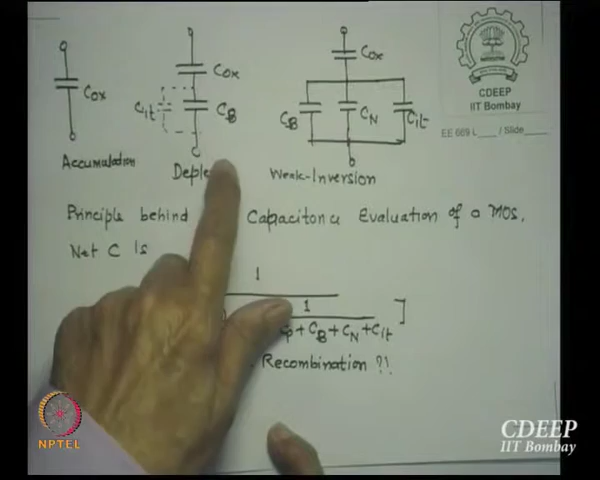 Cox
Accumulation
Cox
Cit
CB
Cox
CB
CN
Cit
Weak-Inversion
CDEEP
IIT Bombay
EE 669 L / Slide
Principle behind Capacitance Evaluation of a MOS.
Net C Is
1
1
+ CB + CN + Cit
]
Recombination ?!
NPTEL
CDEEP
IIT Bombay